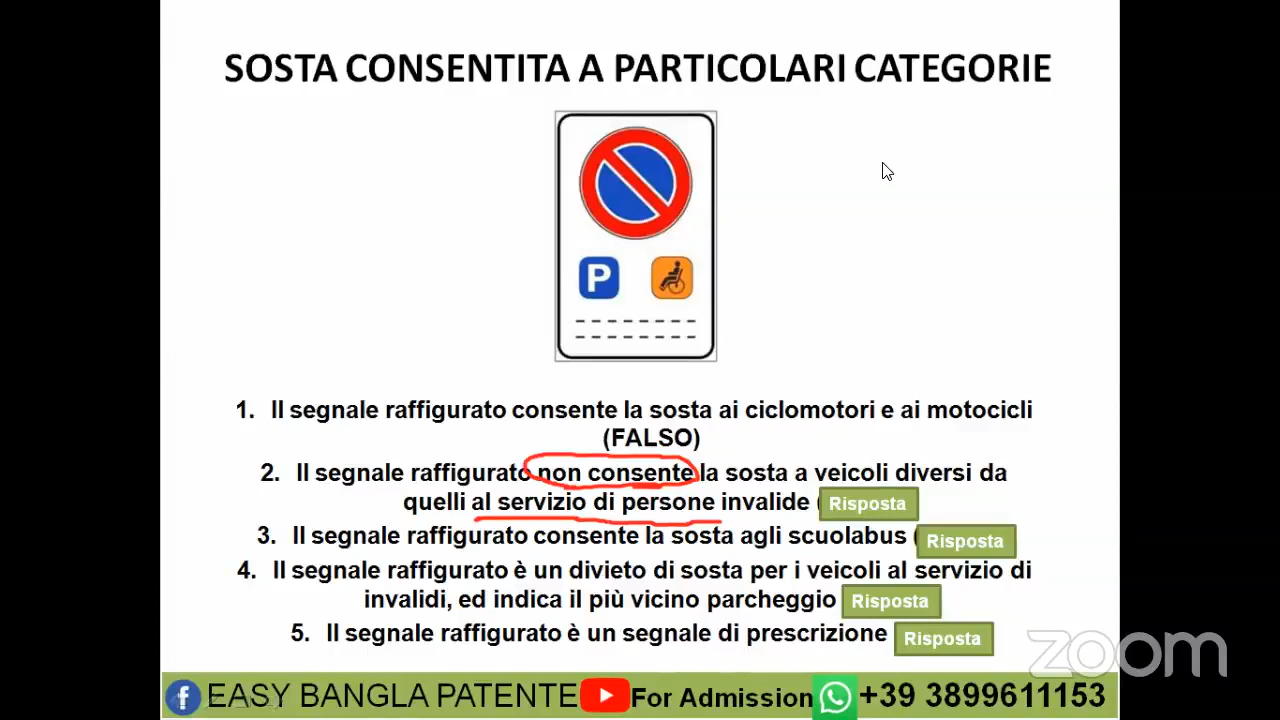 SOSTA CONSENTITA A PARTICOLARI CATEGORIE
P
1. Il segnale raffigurato consente la sosta ai ciclomotori e ai motocicli
(FALSO)
2. Il segnale raffigurato non consente la sosta a veicoli diversi da
quelli al servizio di persone invalide ( Risposta
3. Il segnale raffigurato consente la sosta agli scuolabus ( Risposta
4. Il segnale raffigurato è un divieto di sosta per i veicoli al servizio di
invalidi, ed indica il più vicino parcheggio Risposta
5. Il segnale raffigurato è un segnale di prescrizione Risposta
zoom
f EASY BANGLA PATENTE For Admission +39 3899611153